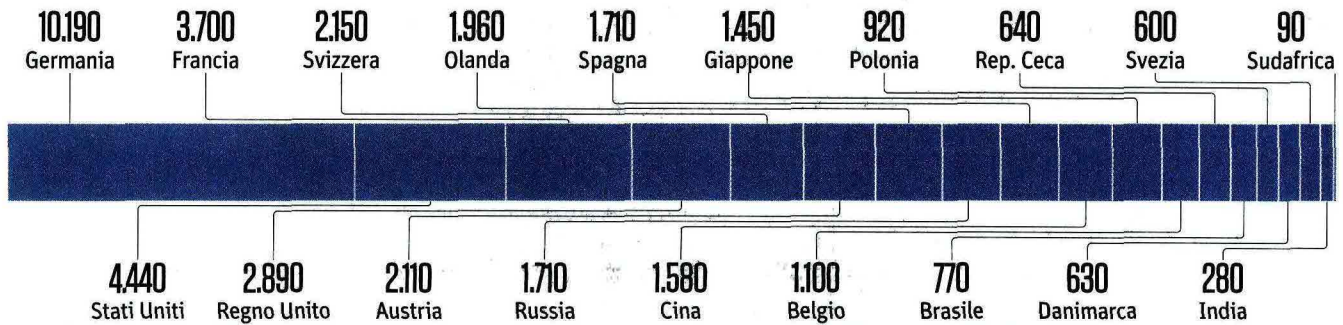 10.190 3.700 2.150 1.960 1.710 1.450 920 640 600 90
Germania Francia Svizzera Olanda Spagna Giappone Polonia Rep. Ceca Svezia Sudafrica
4.440 2.890 2.110 1.710 1.580 1.100 770 630 280
Stati Uniti Regno Unito Austria Russia Cina Belgio Brasile Danimarca India